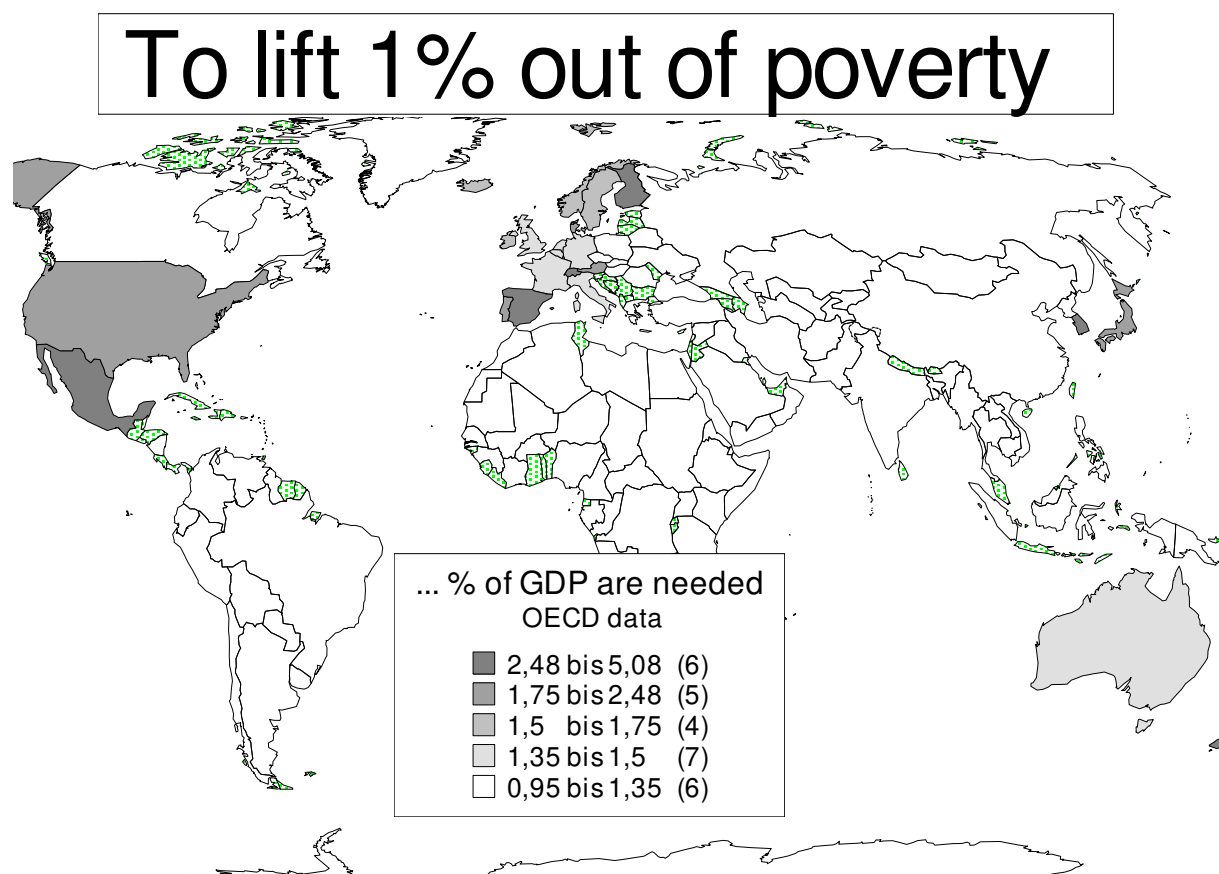 To lift 1% out of poverty
... % of GDP are needed
OECD data
2,48 bis 5,08 (6)
1,75 bis 2,48 (5)
1,5 bis 1,75 (4)
1,35 bis 1,5 (7)
0,95 bis 1,35 (6)